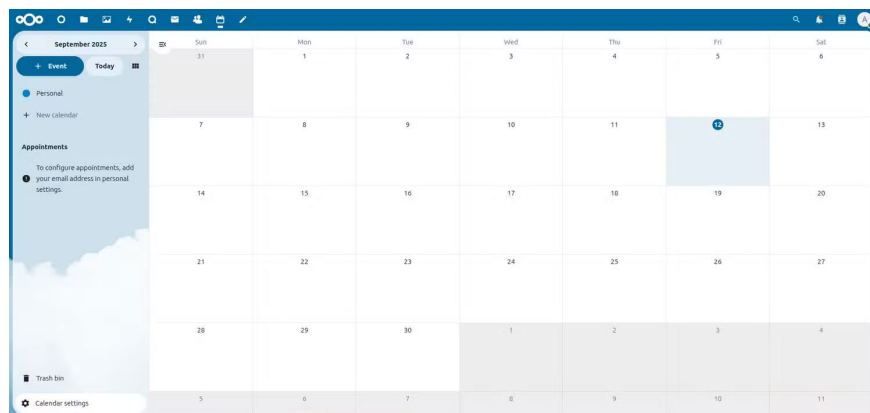 September 2025
+ Event Today
Personal
+ New calendar
Appointments
To configure appointments, add
your email address in personal
settings.
Trash bin
Calendar settings
A
Sun Mon Tue Wed Thu Fri Sat
31 1 2 3 4 5 6
7 8 9 10 11 12 13
14 15 16 17 18 19 20
21 22 23 24 25 26 27
28 29 30 1 2 3 4
5 6 7 8 9 10 11